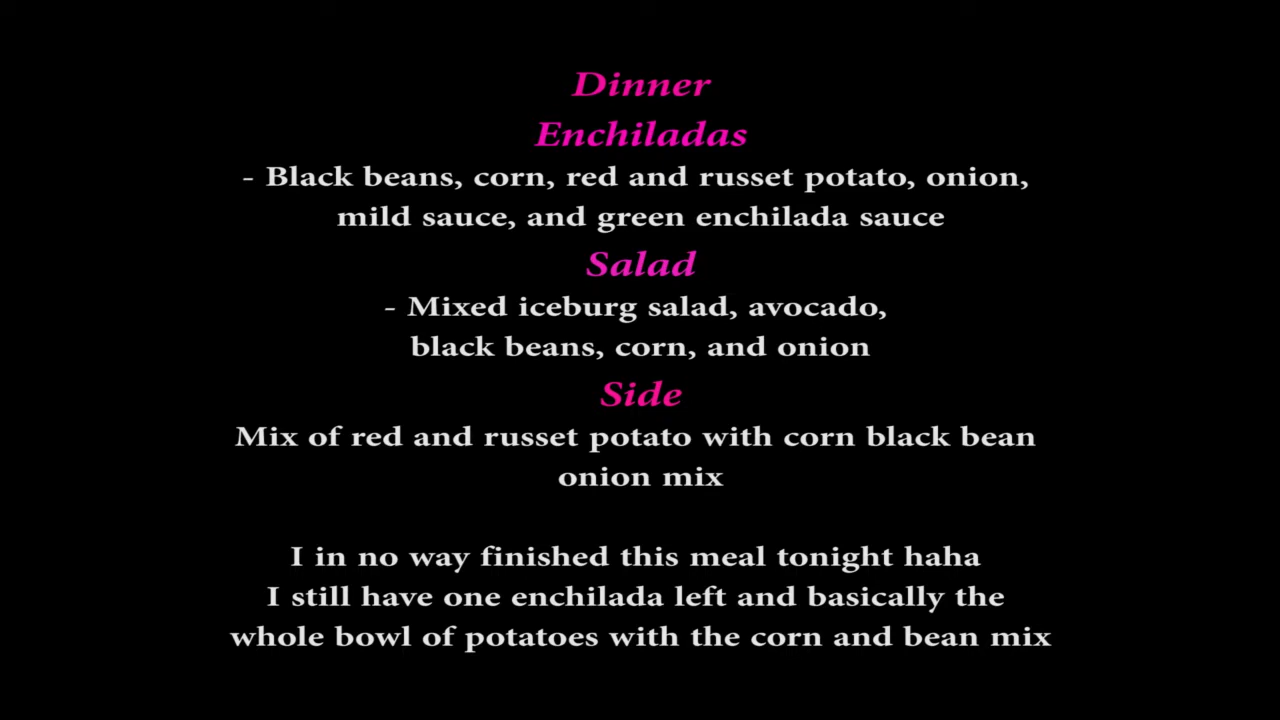 Dinner
Enchiladas
- Black beans, corn, red and russet potato, onion,
mild sauce, and green enchilada sauce
Salad
- Mixed iceburg salad, avocado,
black beans, corn, and onion
Side
Mix of red and russet potato with corn black bean
onion mix
I in no way finished this meal tonight haha
I still have one enchilada left and basically the
whole bowl of potatoes with the corn and bean mix